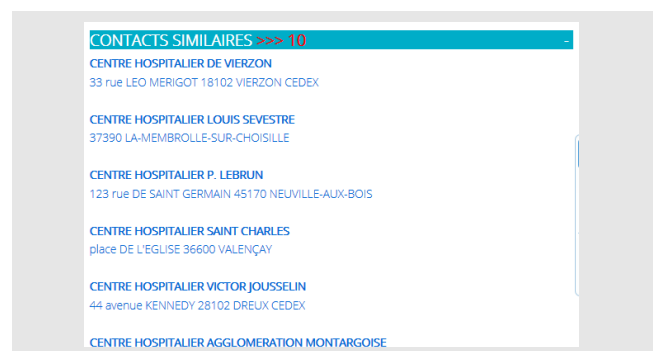 CONTACTS SIMILAIRES >>> 10 -
CENTRE HOSPITALIER DE VIERZON
33 rue LEO MERIGOT 18102 VIERZON CEDEX
CENTRE HOSPITALIER LOUIS SEVESTRE
37390 LA-MEMBROLLE-SUR-CHOISILLE
CENTRE HOSPITALIER P. LEBRUN
123 rue DE SAINT GERMAIN 45170 NEUVILLE-AUX-BOIS
CENTRE HOSPITALIER SAINT CHARLES
place DE L'EGLISE 36600 VALENÇAY
CENTRE HOSPITALIER VICTOR JOUSSELIN
44 avenue KENNEDY 28102 DREUX CEDEX
CENTRE HOSPITALIER AGGLOMERATION MONTARGOISE